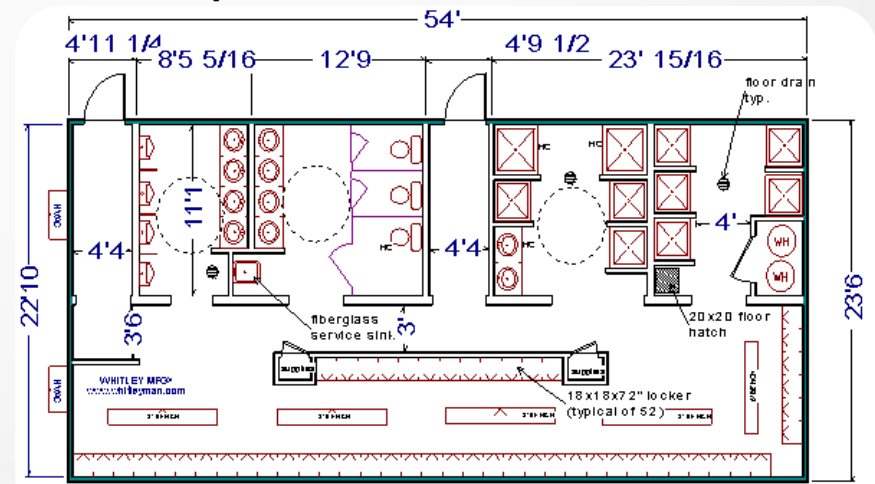 54'
4'11 1/4
8'5 5/16
12'9
4'9 1/2
23' 15/16
floor drain
typ.
HC
HC
HVAC
11'1
4'
4'4
HC
4'4
HC
WH
WH
22'10
23'6
3'6
fiberglass
service sink
3'
20x20 floor
hatch
supplies
supplies
WHITLEY MFG
www.whitleyman.com
HVAC
18x18x72" locker
(typical of 52)